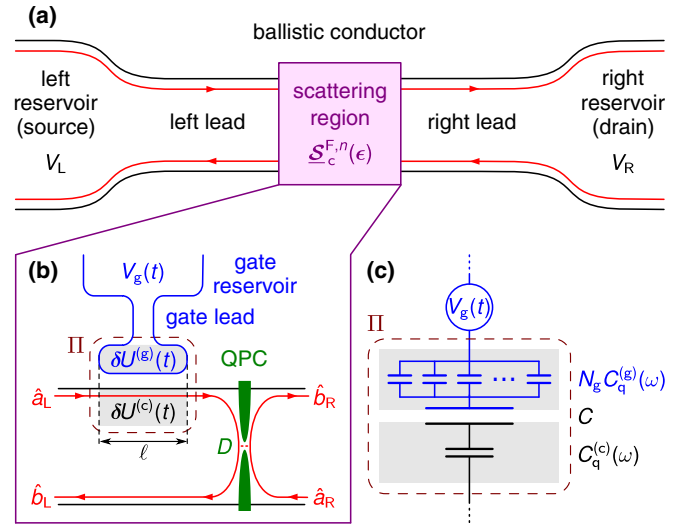 (a)
ballistic conductor
left
reservoir
(source)
V_L
left lead
scattering
region
S_c^{F,n}(ϵ)
right lead
right
reservoir
(drain)
V_R
(b)
V_g(t)
gate
reservoir
gate lead
Π
δU^{(g)}(t)
QPC
â_L
δU^{(c)}(t)
b̂_R
D
ℓ
b̂_L
â_R
(c)
V_g(t)
Π
...
N_g C_q^{(g)}(ω)
C
C_q^{(c)}(ω)